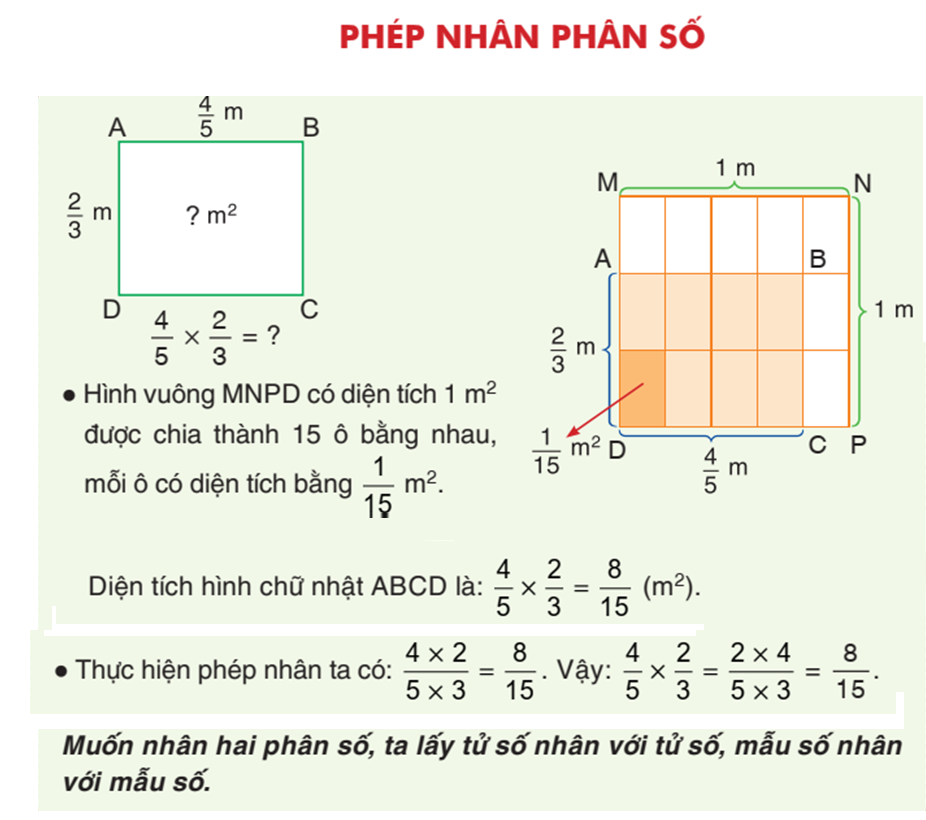 PHÉP NHÂN PHÂN SỐ
4/5 m
A B
2/3 m ? m²
D C
4/5 × 2/3 = ?
1 m
M N
A B
1 m
2/3 m
1/15 m² D C P
4/5 m
● Hình vuông MNPD có diện tích 1 m²
được chia thành 15 ô bằng nhau,
mỗi ô có diện tích bằng 1/15 m².
Diện tích hình chữ nhật ABCD là: 4/5 × 2/3 = 8/15 (m²).
● Thực hiện phép nhân ta có: (4 × 2)/(5 × 3) = 8/15. Vậy: 4/5 × 2/3 = (2 × 4)/(5 × 3) = 8/15.
Muốn nhân hai phân số, ta lấy tử số nhân với tử số, mẫu số nhân
với mẫu số.